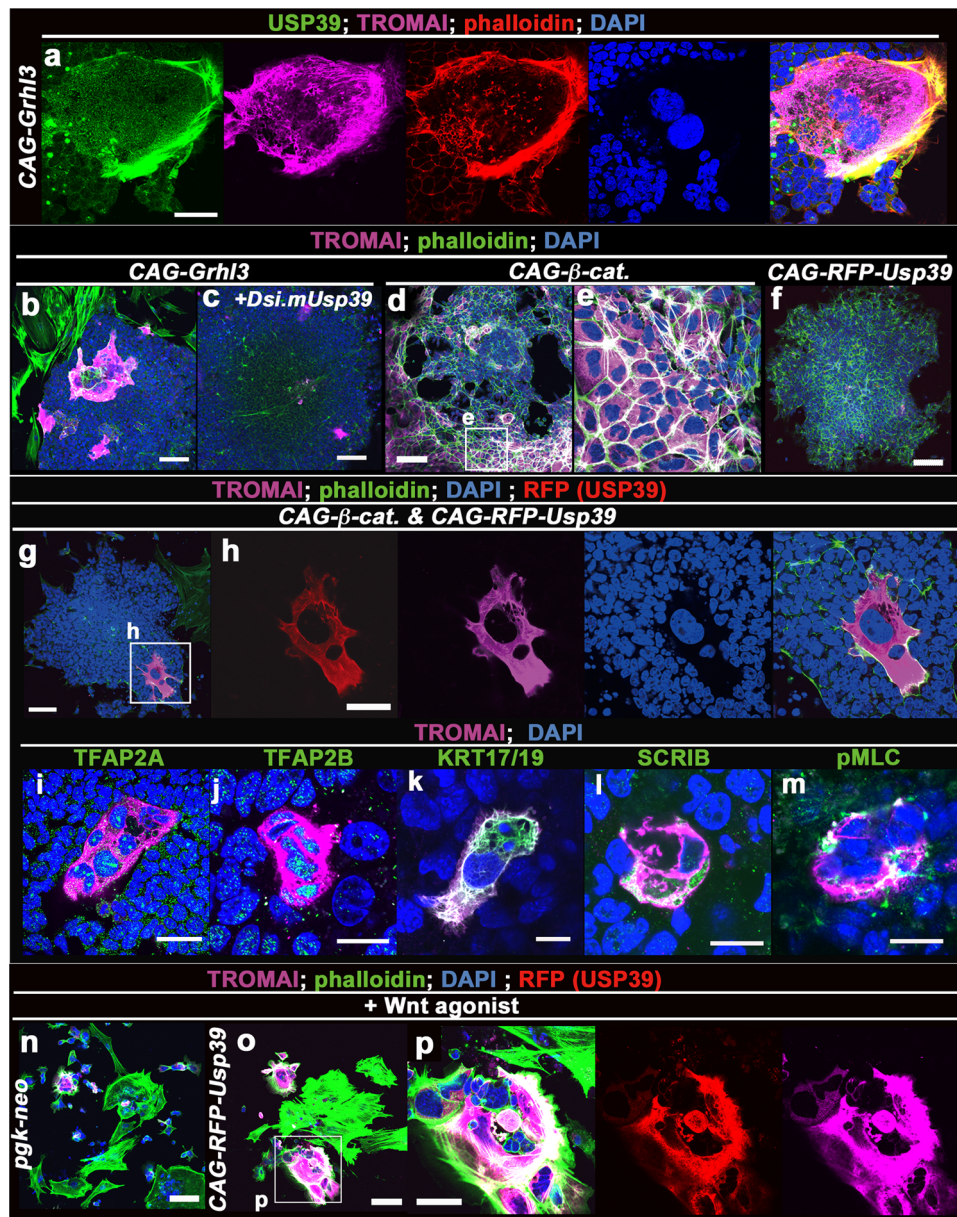 USP39; TROMAI; phalloidin; DAPI
a
CAG-Grhl3
TROMAI; phalloidin; DAPI
CAG-Grhl3
CAG-β-cat.
CAG-RFP-Usp39
b
c
+Dsi.mUsp39
d
e
e
f
TROMAI; phalloidin; DAPI ; RFP (USP39)
CAG-β-cat. & CAG-RFP-Usp39
g
h
h
TROMAI; DAPI
TFAP2A
TFAP2B
KRT17/19
SCRIB
pMLC
i
j
k
l
m
TROMAI; phalloidin; DAPI ; RFP (USP39)
+ Wnt agonist
n
pgk-neo
o
CAG-RFP-Usp39
p
p